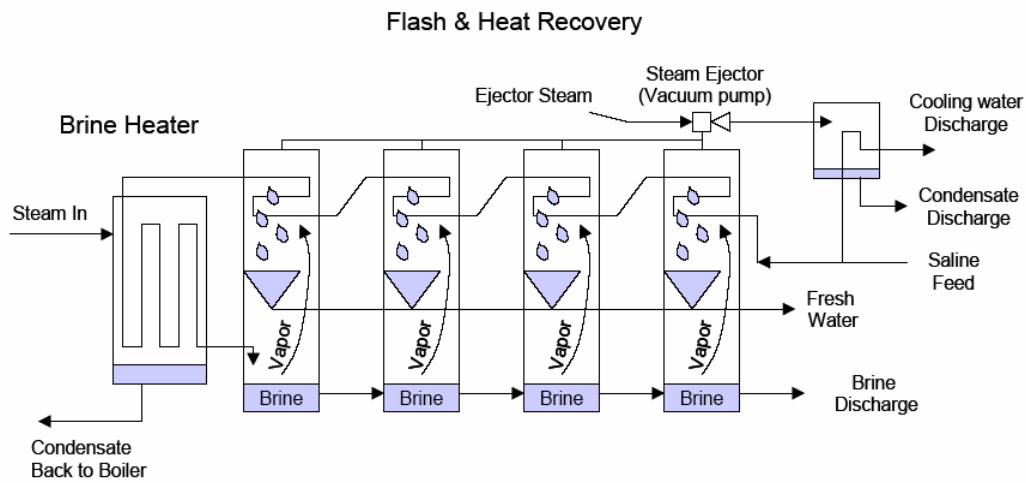 Flash & Heat Recovery
Steam Ejector
(Vacuum pump)
Ejector Steam
Cooling water
Discharge
Brine Heater
Steam In
Condensate
Discharge
Saline
Feed
Fresh
Water
Vapor
Vapor
Vapor
Vapor
Brine
Brine
Brine
Brine
Brine
Discharge
Condensate
Back to Boiler